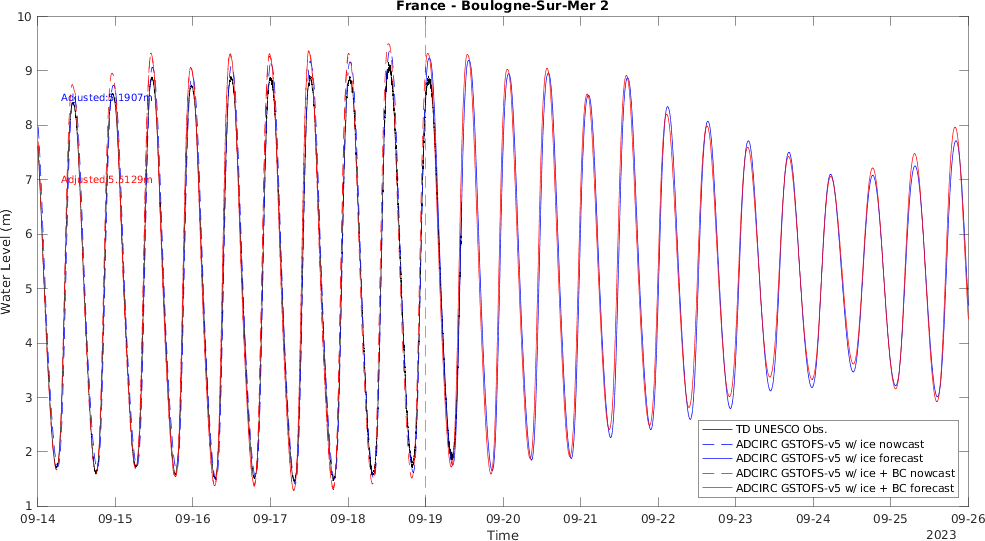 France - Boulogne-Sur-Mer 2
10
9
8
7
6
5
4
3
2
1
Water Level (m)
Adjusted:5.1907m
Adjusted:5.5129m
TD UNESCO Obs.
ADCIRC GSTOFS-v5 w/ ice nowcast
ADCIRC GSTOFS-v5 w/ ice forecast
ADCIRC GSTOFS-v5 w/ ice + BC nowcast
ADCIRC GSTOFS-v5 w/ ice + BC forecast
09-14 09-15 09-16 09-17 09-18 09-19 09-20 09-21 09-22 09-23 09-24 09-25 09-26
Time
2023